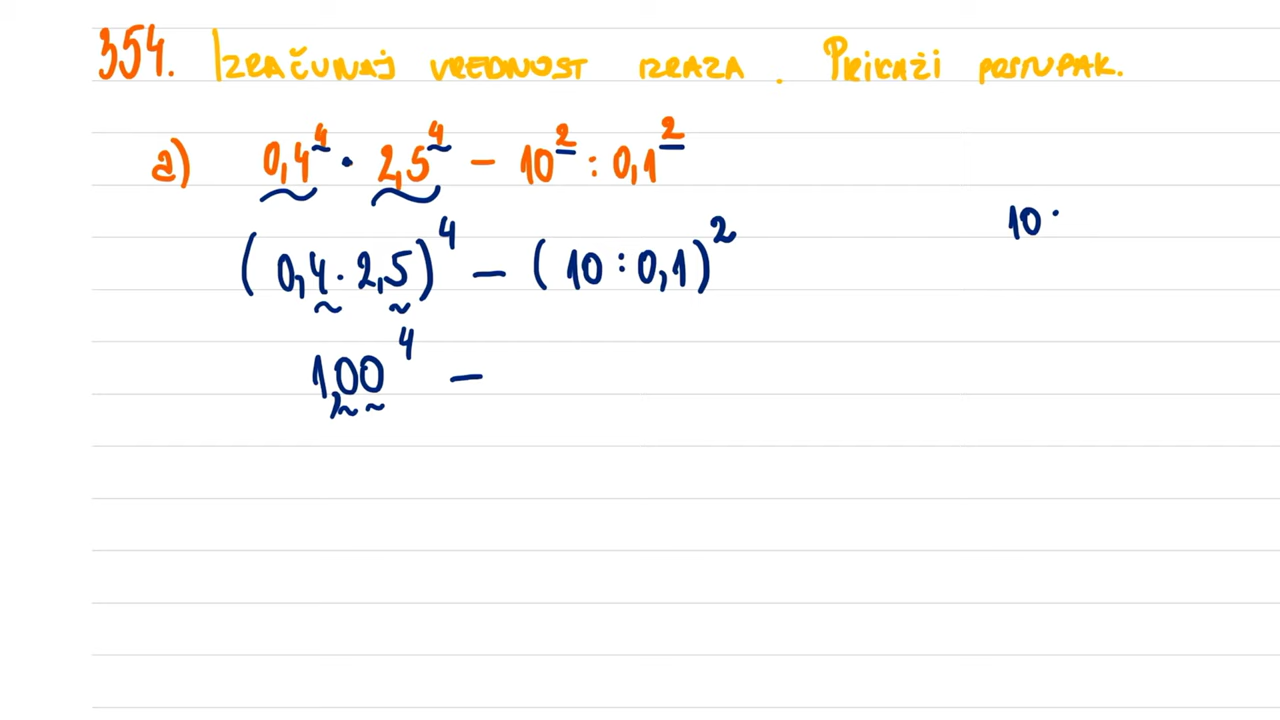 354. Izračunaj vrednost izraza. Prikaži postupak.
a) 0,4⁴ · 2,5⁴ – 10² : 0,1²
(0,4 · 2,5)⁴ – (10 : 0,1)²
10 ·
1,00⁴ –